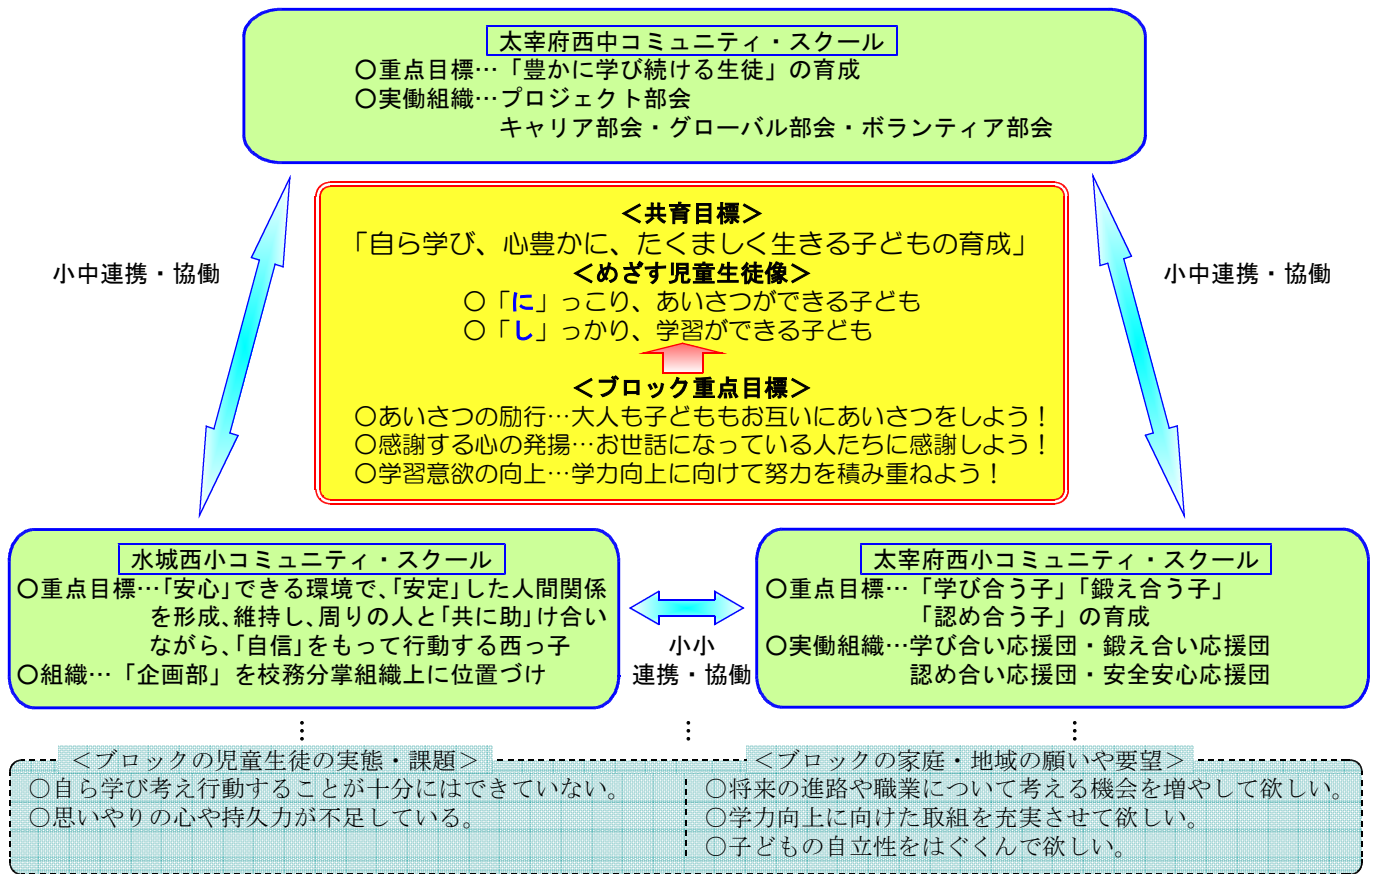 太宰府西中コミュニティ・スクール
〇重点目標…「豊かに学び続ける生徒」の育成
〇実働組織…プロジェクト部会
キャリア部会・グローバル部会・ボランティア部会
<共育目標>
「自ら学び、心豊かに、たくましく生きる子どもの育成」
<めざす児童生徒像>
〇「に」っこり、あいさつができる子ども
〇「し」っかり、学習ができる子ども
<ブロック重点目標>
〇あいさつの励行…大人も子どももお互いにあいさつをしよう！
〇感謝する心の発揚…お世話になっている人たちに感謝しよう！
〇学習意欲の向上…学力向上に向けて努力を積み重ねよう！
小中連携・協働
小中連携・協働
水城西小コミュニティ・スクール
〇重点目標…「安心」できる環境で、「安定」した人間関係
を形成、維持し、周りの人と「共に助」け合い
ながら、「自信」をもって行動する西っ子
〇組織…「企画部」を校務分掌組織上に位置づけ
小小
連携・協働
太宰府西小コミュニティ・スクール
〇重点目標…「学び合う子」「鍛え合う子」
「認め合う子」の育成
〇実働組織…学び合い応援団・鍛え合い応援団
認め合い応援団・安全安心応援団
<ブロックの児童生徒の実態・課題>
〇自ら学び考え行動することが十分にはできていない。
〇思いやりの心や持久力が不足している。
<ブロックの家庭・地域の願いや要望>
〇将来の進路や職業について考える機会を増やして欲しい。
〇学力向上に向けた取組を充実させて欲しい。
〇子どもの自立性をはぐくんで欲しい。